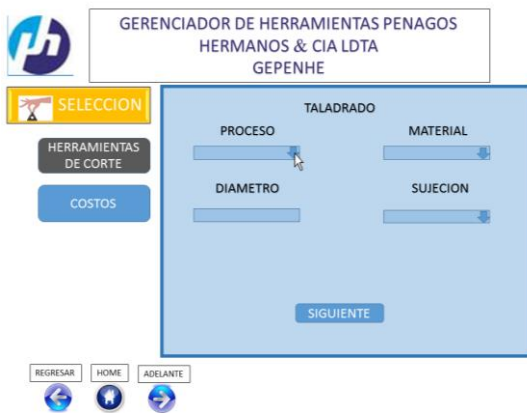 GERENCIADOR DE HERRAMIENTAS PENAGOS
HERMANOS & CIA LDTA
GEPENHE
SELECCION
HERRAMIENTAS
DE CORTE
COSTOS
TALADRADO
PROCESO
MATERIAL
DIAMETRO
SUJECION
SIGUIENTE
REGRESAR
HOME
ADELANTE